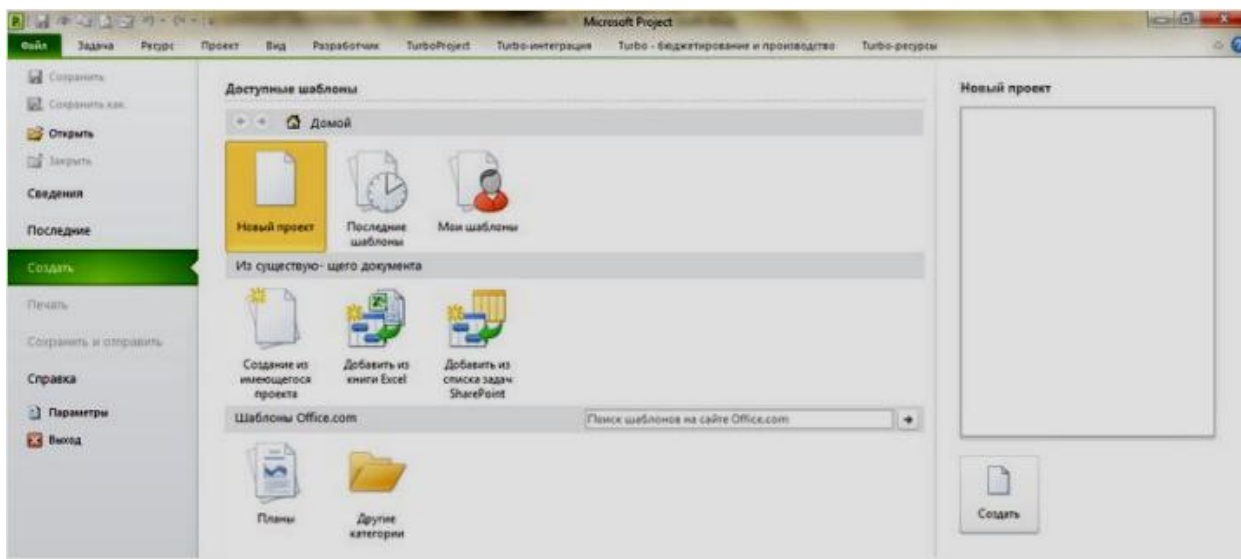 Microsoft Project
Файл Задача Ресурс Проект Вид Разработчик TurboProject Turbo-интеграция Turbo - бюджетирование и производство Turbo-ресурсы
Сохранить
Сохранить как
Открыть
Закрыть
Сведения
Последние
Создать
Печать
Сохранить и отправить
Справка
Параметры
Выход
Доступные шаблоны
Домой
Новый проект
Последние
шаблоны
Мои шаблоны
Из существую- щего документа
Создание из
имеющегося
проекта
Добавить из
книги Excel
Добавить из
списка задач
SharePoint
Шаблоны Office.com
Поиск шаблонов на сайте Office.com
Планы
Другие
категории
Новый проект
Создать